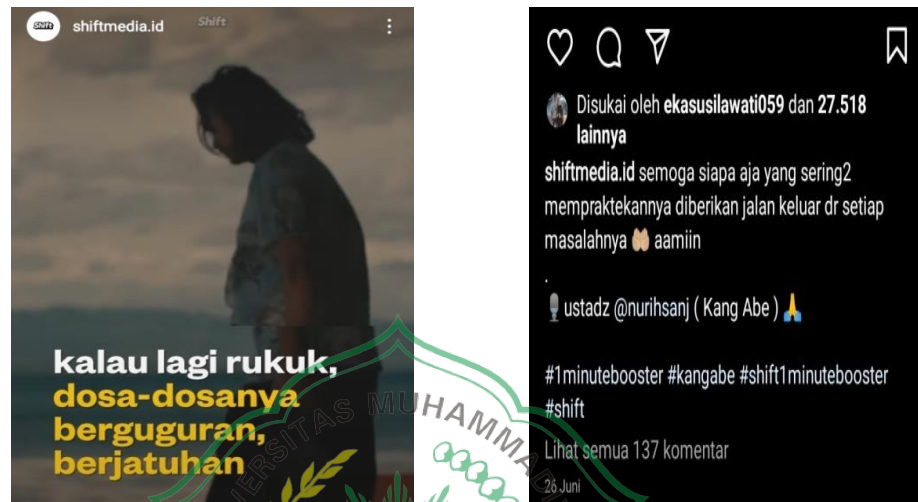 Shift
shiftmedia.id
Shift
kalau lagi rukuk,
dosa-dosanya
berguguran,
berjatuhan
Disukai oleh ekasusilawati059 dan 27.518
lainnya
shiftmedia.id semoga siapa aja yang sering2
mempraktekannya diberikan jalan keluar dr setiap
masalahnya 🤲🏼 aamiin
.
🎙️ustadz @nurihsanj ( Kang Abe ) 🙏
#1minutebooster #kangabe #shift1minutebooster
#shift
Lihat semua 137 komentar
26 Juni